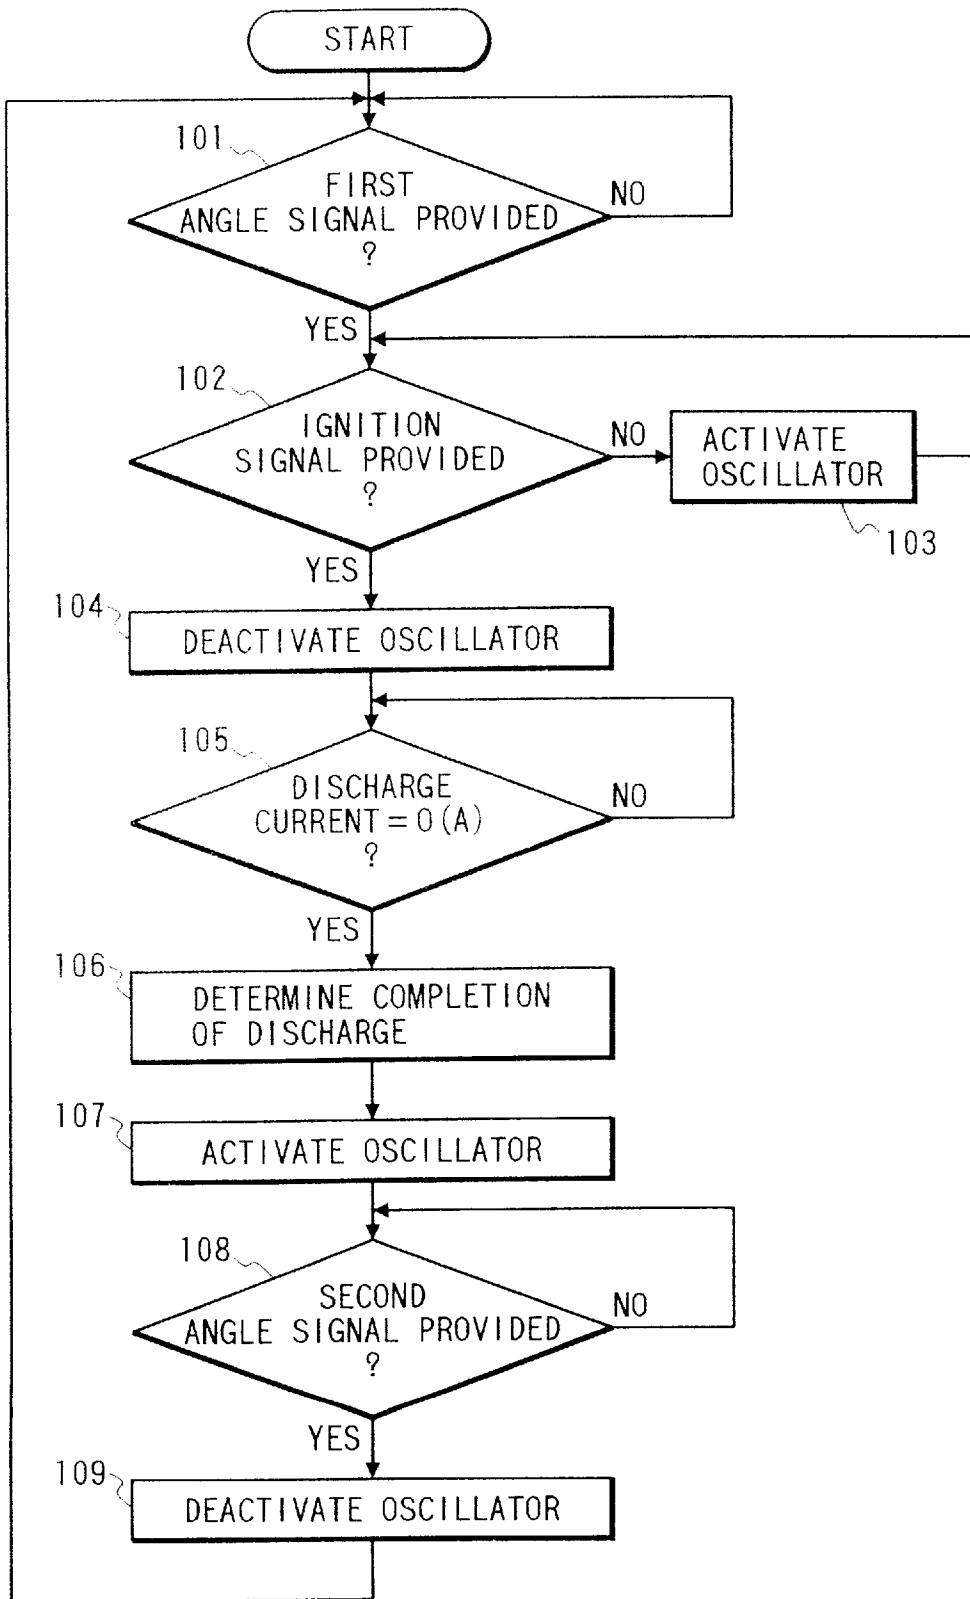 START
101
FIRST
ANGLE SIGNAL PROVIDED
?
NO
YES
102
IGNITION
SIGNAL PROVIDED
?
NO
ACTIVATE
OSCILLATOR
103
YES
104
DEACTIVATE OSCILLATOR
105
DISCHARGE
CURRENT = 0 (A)
?
NO
YES
106
DETERMINE COMPLETION
OF DISCHARGE
107
ACTIVATE OSCILLATOR
108
SECOND
ANGLE SIGNAL PROVIDED
?
NO
YES
109
DEACTIVATE OSCILLATOR